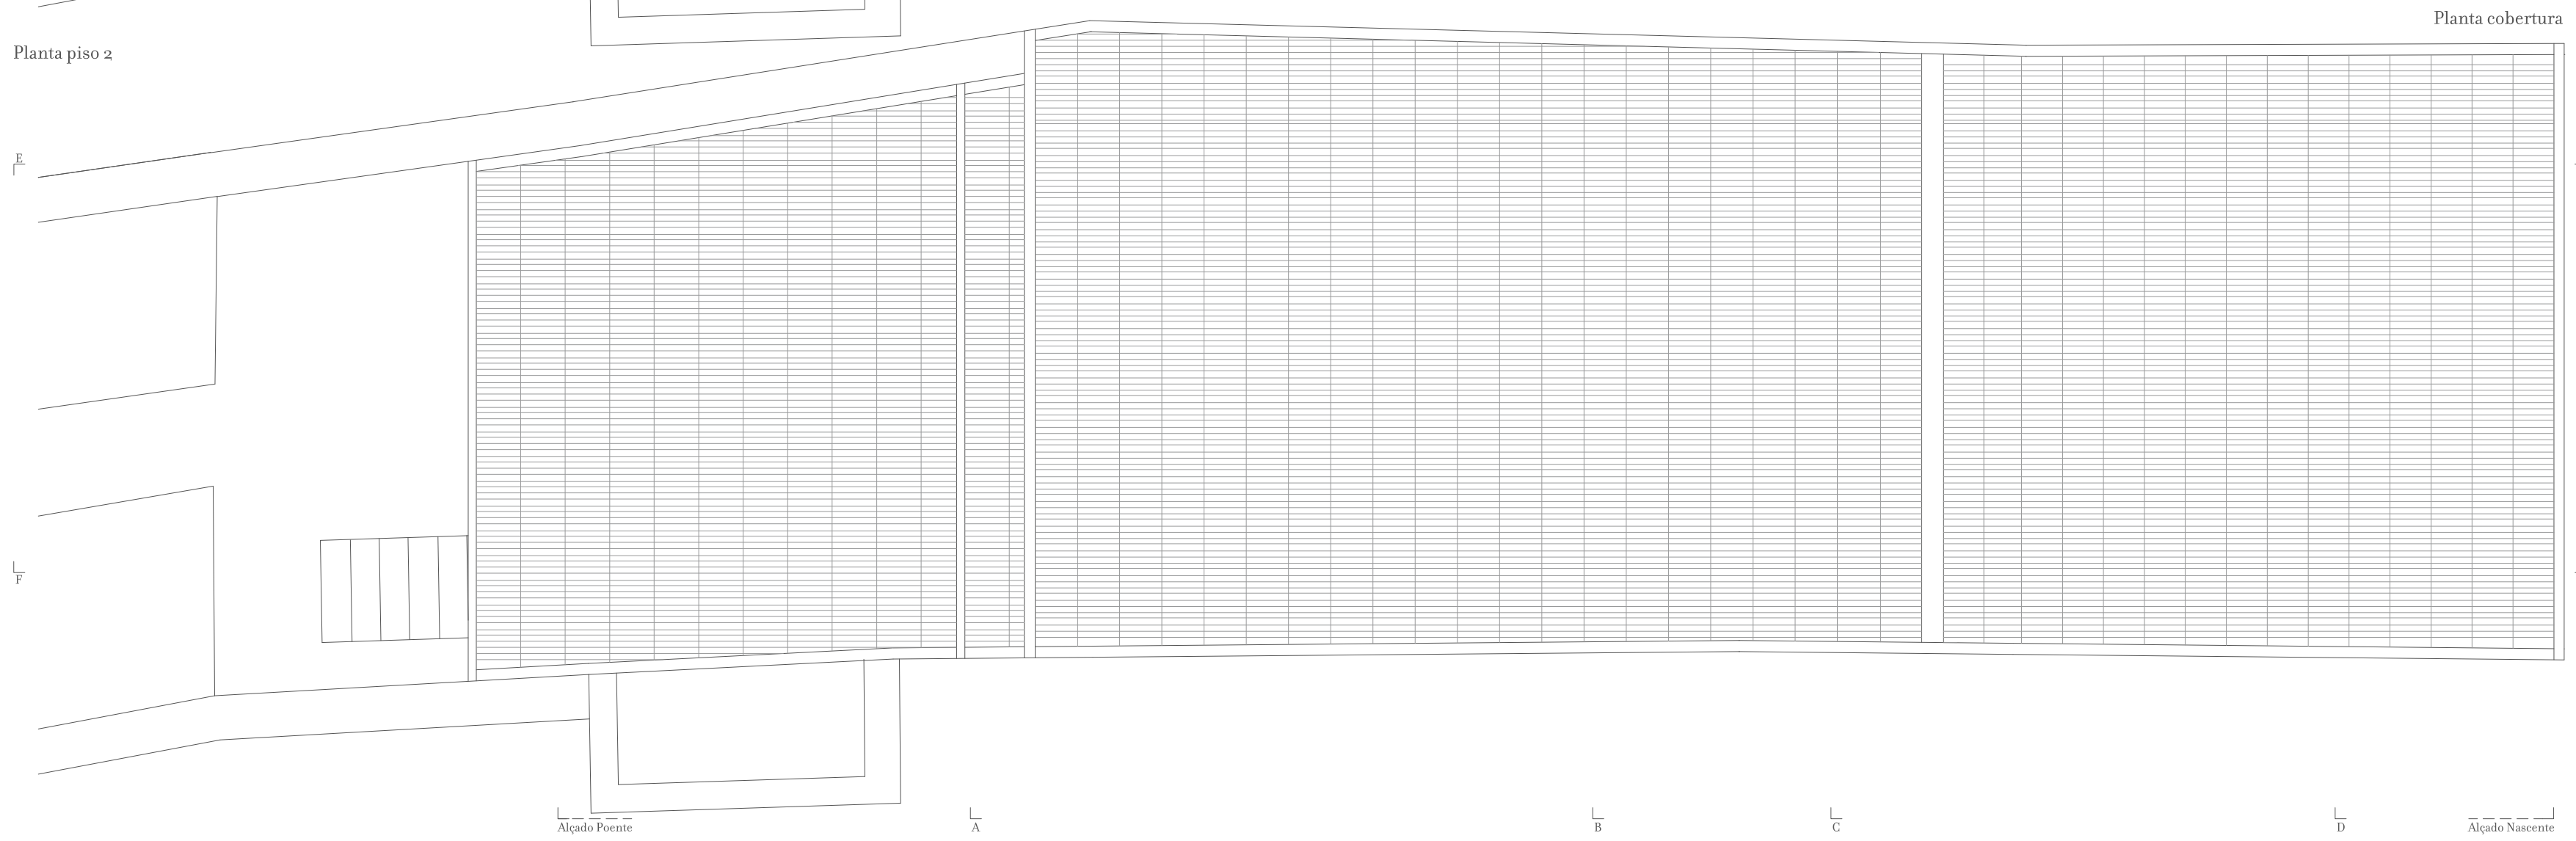 Planta cobertura
Planta piso 2
E
F
Alçado Poente
A
B
C
D
Alçado Nascente